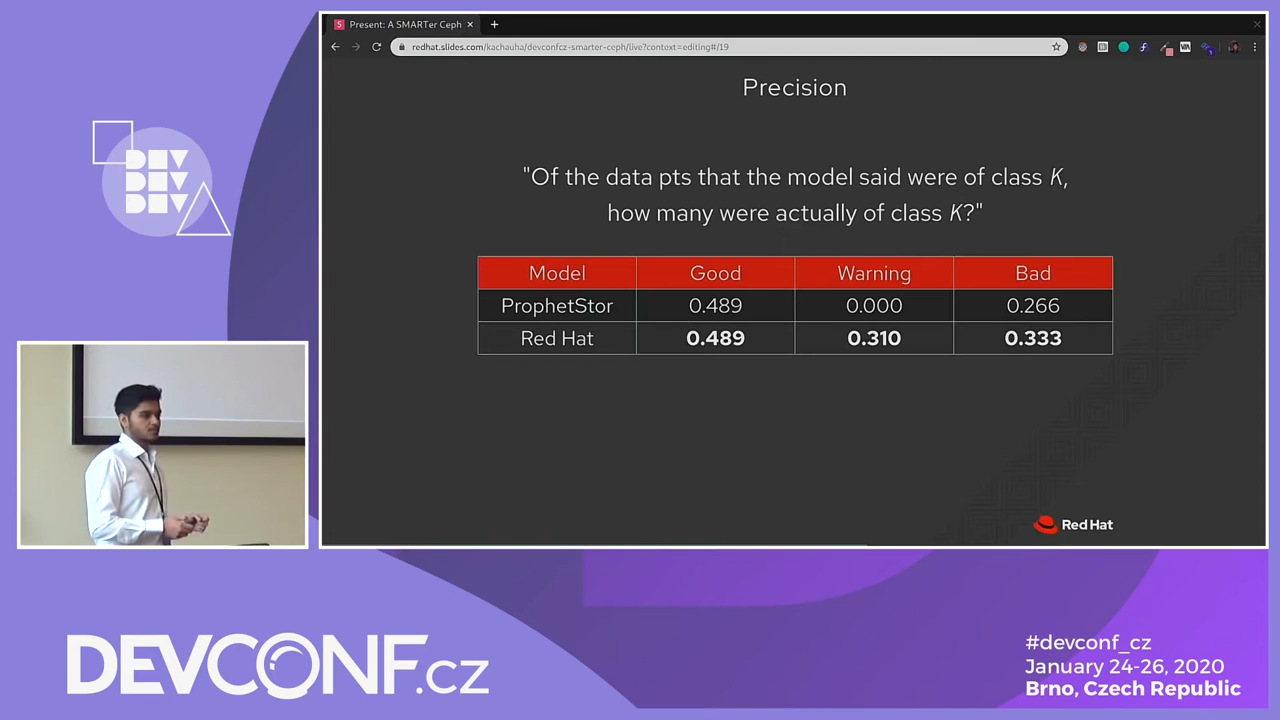 Present: A SMARTer Ceph
redhat.slides.com/kachauha/devconfcz-smarter-ceph/live?context=editing#/19
Precision
"Of the data pts that the model said were of class K,
how many were actually of class K?"
Model Good Warning Bad
ProphetStor 0.489 0.000 0.266
Red Hat 0.489 0.310 0.333
Red Hat
DEV
DEV
DEV
DEVCONF.cz
#devconf_cz
January 24-26, 2020
Brno, Czech Republic